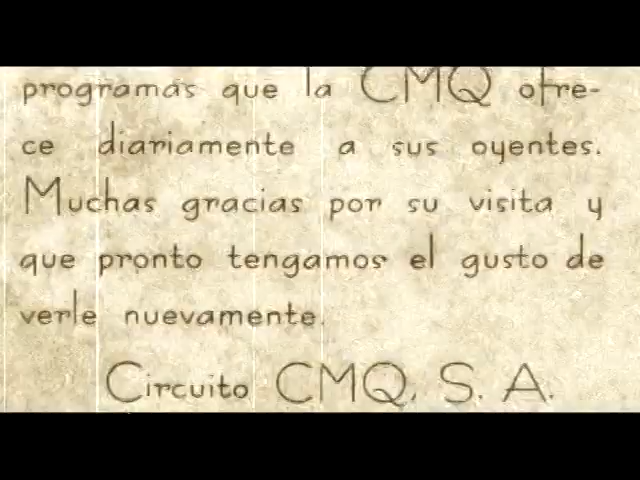 programas que la CMQ ofre-
ce diariamente a sus oyentes.
Muchas gracias por su visita y
que pronto tengamos el gusto de
verle nuevamente.
Circuito CMQ, S. A.